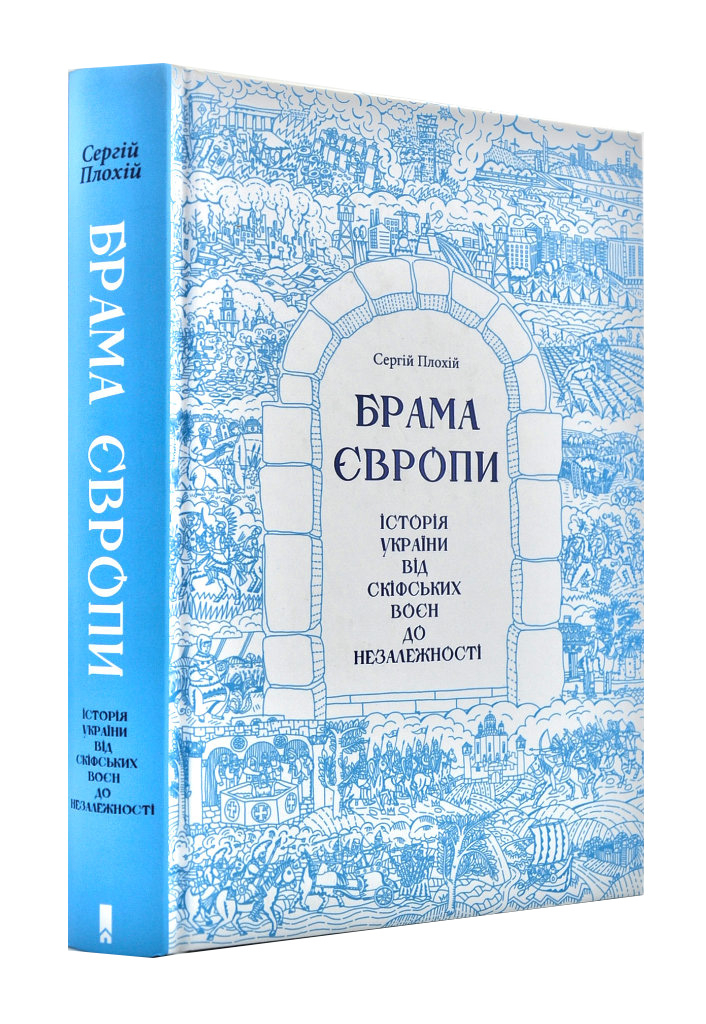 Сергій
Плохій
БРАМА ЄВРОПИ
ІСТОРІЯ
УКРАЇНИ
ВІД
СКІФСЬКИХ
ВОЄН
ДО
НЕЗАЛЕЖНОСТІ
Сергій Плохій
БРАМА
ЄВРОПИ
ІСТОРІЯ
УКРАЇНИ
ВІД
СКІФСЬКИХ
ВОЄН
ДО
НЕЗАЛЕЖНОСТІ